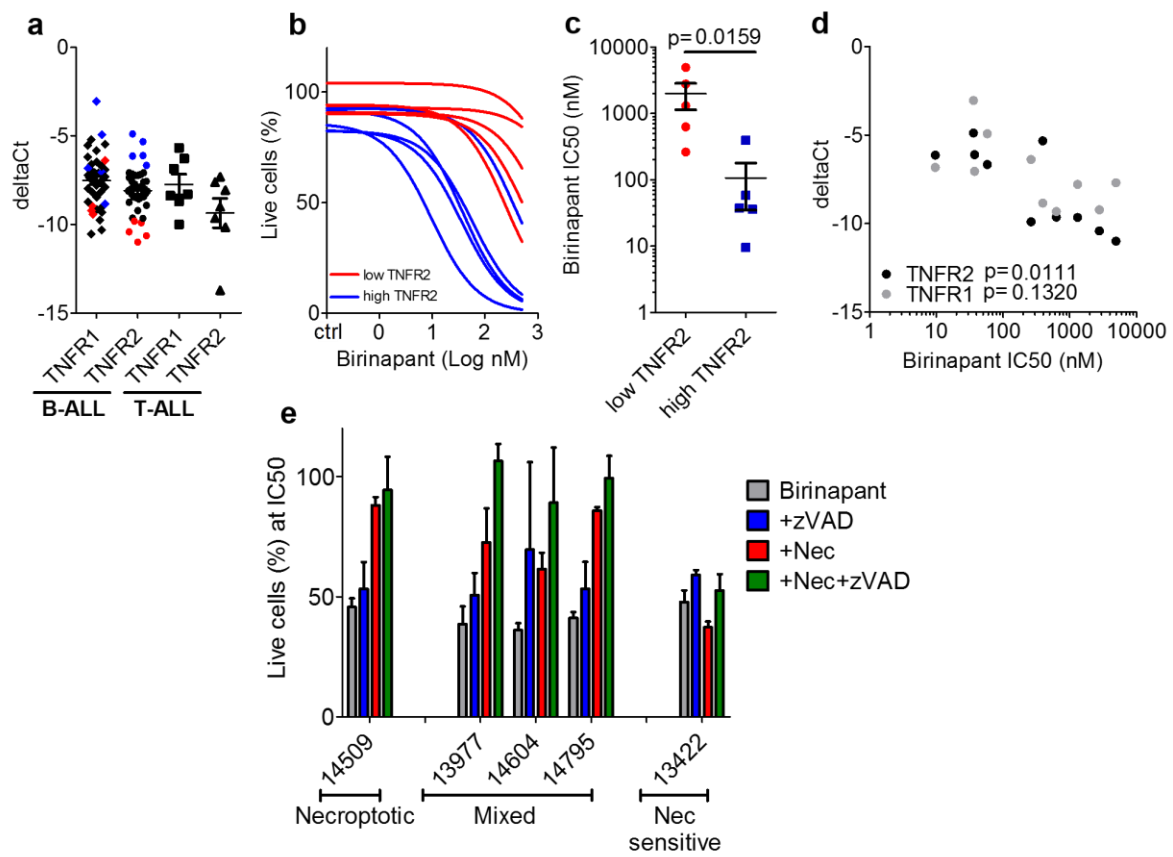 a
0
-5
-10
-15
deltaCt
TNFR1
TNFR2
TNFR1
TNFR2
B-ALL
T-ALL
b
100
50
0
Live cells (%)
low TNFR2
high TNFR2
ctrl
0
1
2
3
Birinapant (Log nM)
c
p=0.0159
10000
1000
100
10
1
Birinapant IC50 (nM)
low TNFR2
high TNFR2
d
0
-5
-10
-15
deltaCt
TNFR2 p=0.0111
TNFR1 p=0.1320
1
10
100
1000
10000
Birinapant IC50 (nM)
e
100
50
0
Live cells (%) at IC50
Birinapant
+zVAD
+Nec
+Nec+zVAD
14509
13977
14604
14795
13422
Necroptotic
Mixed
Nec
sensitive